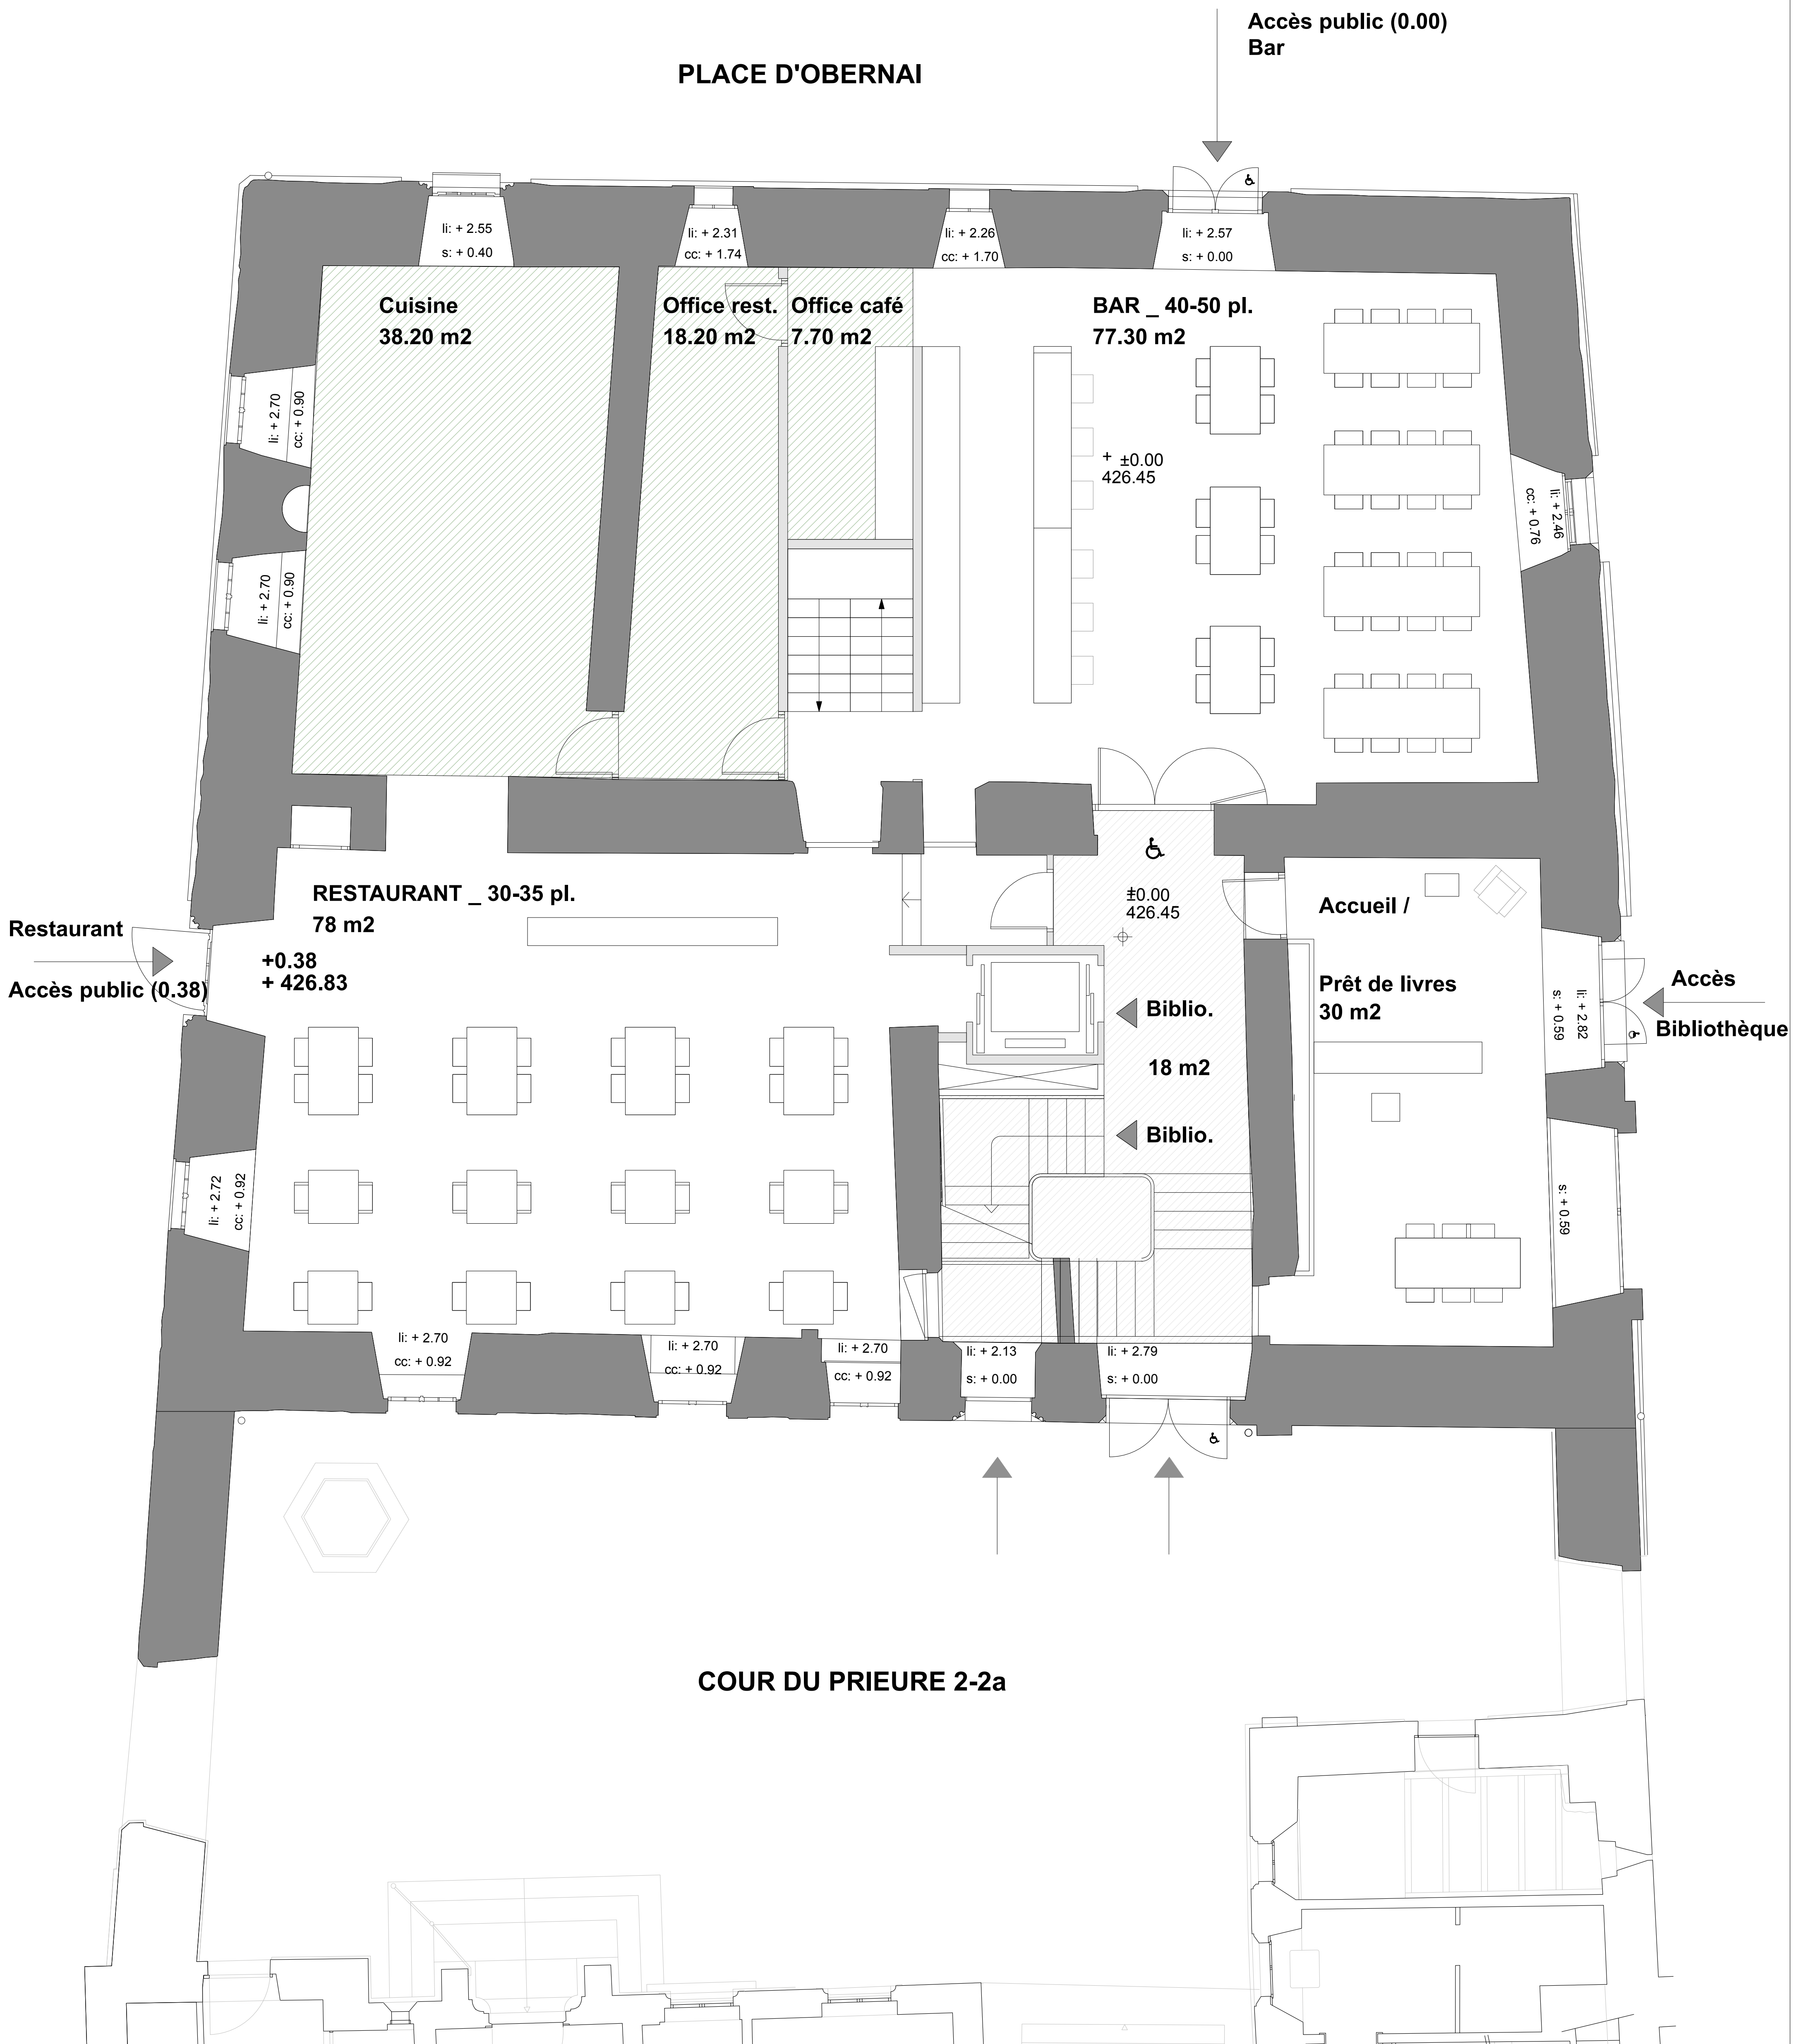 Accès public (0.00)
Bar
PLACE D'OBERNAI
li: + 2.55
s: + 0.40
li: + 2.31
cc: + 1.74
li: + 2.26
cc: + 1.70
li: + 2.57
s: + 0.00
Cuisine
38.20 m2
Office rest.
18.20 m2
Office café
7.70 m2
BAR _ 40-50 pl.
77.30 m2
li: + 2.70
cc: + 0.90
+ ±0.00
426.45
li: + 2.46
cc: + 0.76
li: + 2.70
cc: + 0.90
RESTAURANT _ 30-35 pl.
78 m2
±0.00
426.45
Accueil /
Restaurant
Accès public (0.38)
+0.38
+ 426.83
Prêt de livres
30 m2
li: + 2.82
s: + 0.59
Accès
Bibliothèque
Biblio.
18 m2
Biblio.
li: + 2.72
cc: + 0.92
s: + 0.59
li: + 2.70
cc: + 0.92
li: + 2.70
cc: + 0.92
li: + 2.70
cc: + 0.92
li: + 2.13
s: + 0.00
li: + 2.79
s: + 0.00
COUR DU PRIEURE 2-2a